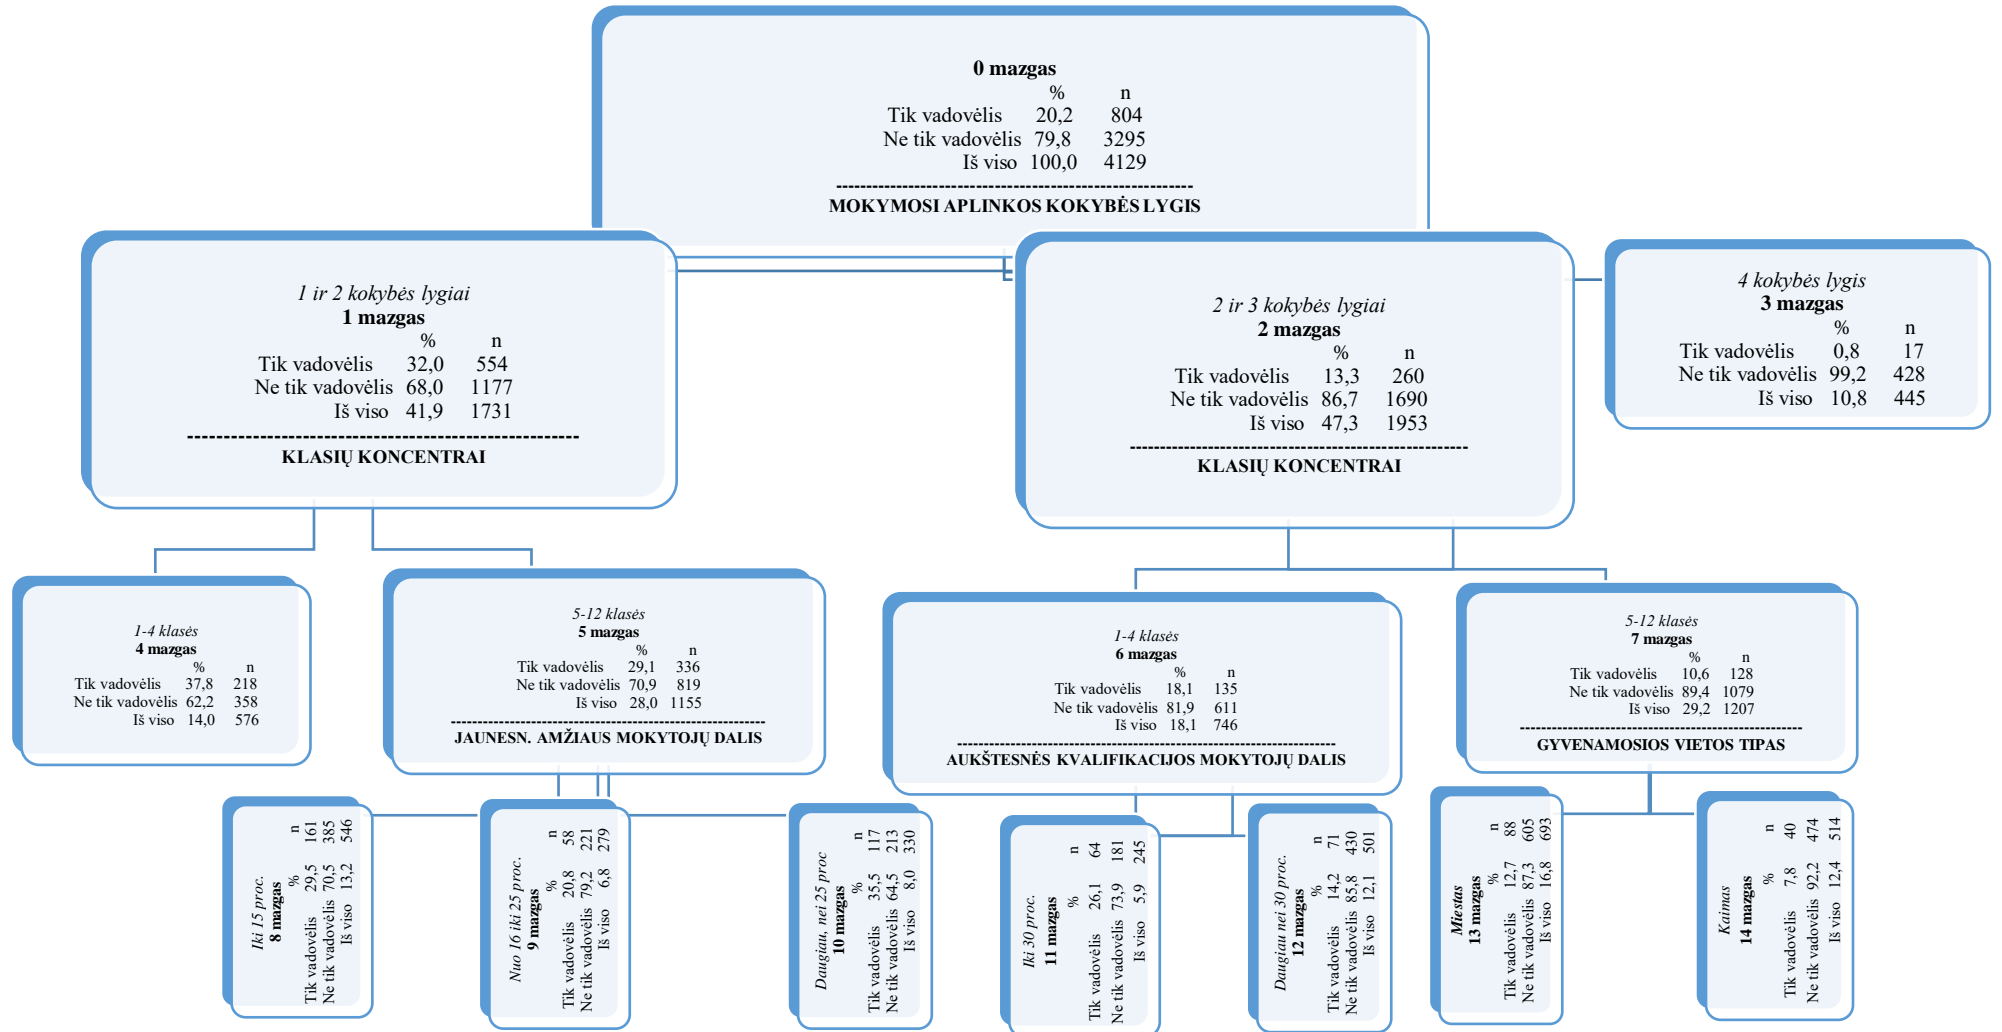 0 mazgas
% n
Tik vadovėlis 20,2 804
Ne tik vadovėlis 79,8 3295
Iš viso 100,0 4129
------------------------------------------------------------
MOKYMOSI APLINKOS KOKYBĖS LYGIS
1 ir 2 kokybės lygiai
1 mazgas
% n
Tik vadovėlis 32,0 554
Ne tik vadovėlis 68,0 1177
Iš viso 41,9 1731
------------------------------------------------------
KLASIŲ KONCENTRAI
2 ir 3 kokybės lygiai
2 mazgas
% n
Tik vadovėlis 13,3 260
Ne tik vadovėlis 86,7 1690
Iš viso 47,3 1953
------------------------------------------------------
KLASIŲ KONCENTRAI
4 kokybės lygis
3 mazgas
% n
Tik vadovėlis 0,8 17
Ne tik vadovėlis 99,2 428
Iš viso 10,8 445
1-4 klasės
4 mazgas
% n
Tik vadovėlis 37,8 218
Ne tik vadovėlis 62,2 358
Iš viso 14,0 576
5-12 klasės
5 mazgas
% n
Tik vadovėlis 29,1 336
Ne tik vadovėlis 70,9 819
Iš viso 28,0 1155
------------------------------------------------------------
JAUNESN. AMŽIAUS MOKYTOJŲ DALIS
1-4 klasės
6 mazgas
% n
Tik vadovėlis 18,1 135
Ne tik vadovėlis 81,9 611
Iš viso 18,1 746
------------------------------------------------------------
AUKŠTESNĖS KVALIFIKACIJOS MOKYTOJŲ DALIS
5-12 klasės
7 mazgas
% n
Tik vadovėlis 10,6 128
Ne tik vadovėlis 89,4 1079
Iš viso 29,2 1207
------------------------------------------------------
GYVENAMOSIOS VIETOS TIPAS
Iki 15 proc.
8 mazgas
% n
Tik vadovėlis 29,5 161
Ne tik vadovėlis 70,5 385
Iš viso 13,2 546
Nuo 16 iki 25 proc.
9 mazgas
% n
Tik vadovėlis 20,8 58
Ne tik vadovėlis 79,2 221
Iš viso 6,8 279
Daugiau, nei 25 proc
10 mazgas
% n
Tik vadovėlis 35,5 117
Ne tik vadovėlis 64,5 213
Iš viso 8,0 330
Iki 30 proc.
11 mazgas
% n
Tik vadovėlis 26,1 64
Ne tik vadovėlis 73,9 181
Iš viso 5,9 245
Daugiau nei 30 proc.
12 mazgas
% n
Tik vadovėlis 14,2 71
Ne tik vadovėlis 85,8 430
Iš viso 12,1 501
Miestas
13 mazgas
% n
Tik vadovėlis 12,7 88
Ne tik vadovėlis 87,3 605
Iš viso 16,8 693
Kaimas
14 mazgas
% n
Tik vadovėlis 7,8 40
Ne tik vadovėlis 92,2 474
Iš viso 12,4 514